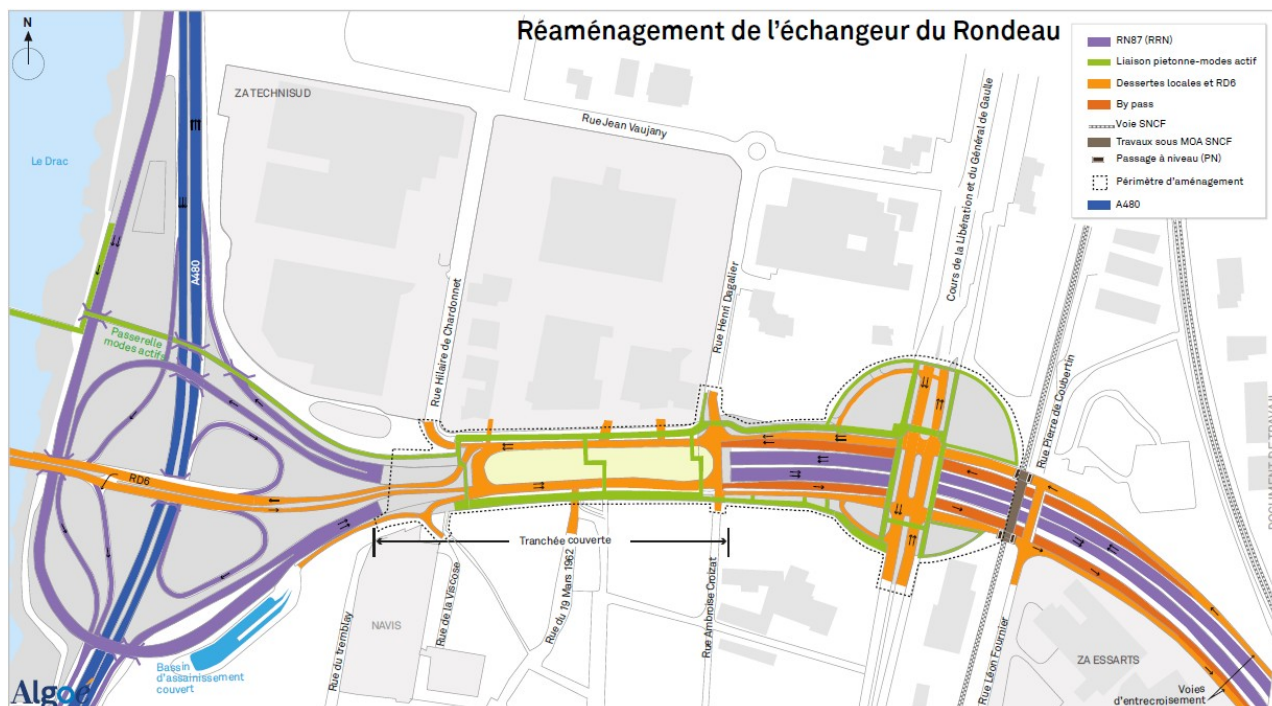 Réaménagement de l'échangeur du Rondeau
N
RN87 (RRN)
Liaison pietonne-modes actif
Dessertes locales et RD6
By pass
Voie SNCF
Travaux sous MOA SNCF
Passage à niveau (PN)
Périmètre d'aménagement
A480
ZA TECHNISUD
Le Drac
Rue Jean Vaujany
A480
Rue Hilaire de Chardonnet
Rue Henri Dagalier
Cours de la Libération et du Général de Gaulle
Rue Pierre de Coubertin
Passerelle
modes actifs
RD6
Tranchée couverte
Rue du tremblay
NAVIS
Rue de la Viscose
Rue du 19 Mars 1962
Rue Ambroise Croizat
Rue Léon Fournier
ZA ESSARTS
Bassin
d'assainissement
couvert
Voies
d'entrecroisement
Algoé